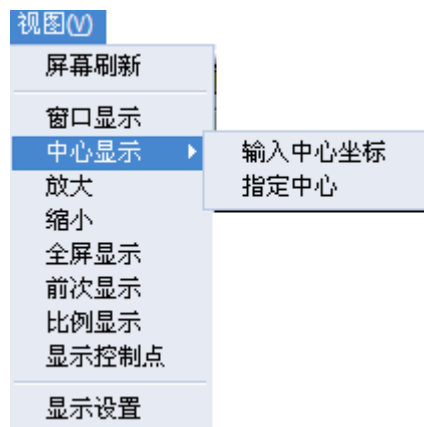 视图(V)
屏幕刷新
窗口显示
中心显示
输入中心坐标
放大
指定中心
缩小
全屏显示
前次显示
比例显示
显示控制点
显示设置